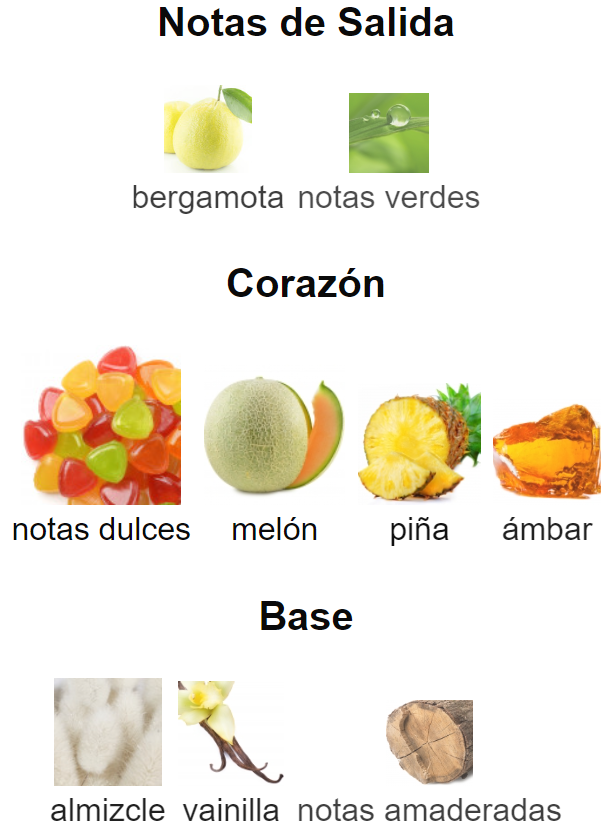 Notas de Salida
bergamota notas verdes
Corazón
notas dulces melón piña ámbar
Base
almizcle vainilla notas amaderadas